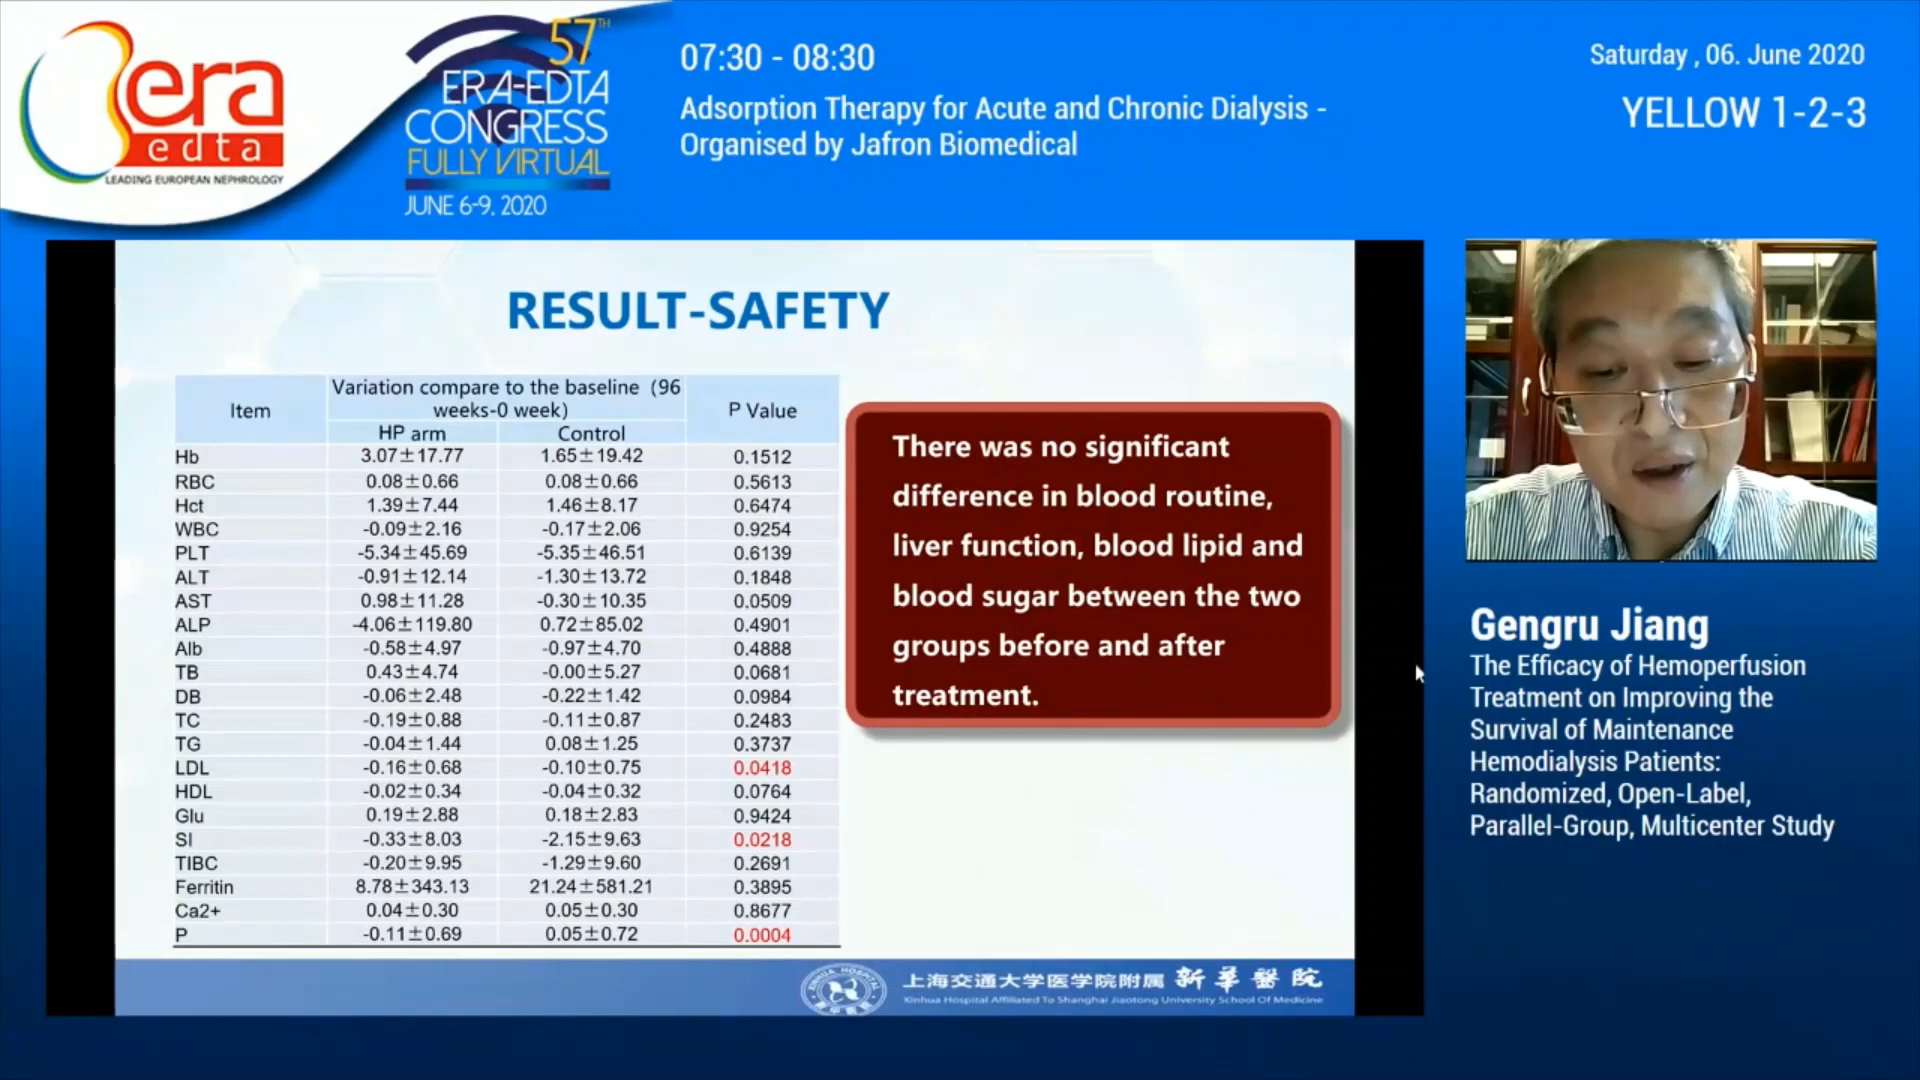 era
edta
LEADING EUROPEAN NEPHROLOGY
57TH
ERA-EDTA
CONGRESS
FULLY VIRTUAL
JUNE 6-9, 2020
07:30 - 08:30
Adsorption Therapy for Acute and Chronic Dialysis -
Organised by Jafron Biomedical
Saturday , 06. June 2020
YELLOW 1-2-3
RESULT-SAFETY
Item Variation compare to the baseline (96 weeks-0 week) P Value
HP arm Control
Hb 3.07±17.77 1.65±19.42 0.1512
RBC 0.08±0.66 0.08±0.66 0.5613
Hct 1.39±7.44 1.46±8.17 0.6474
WBC -0.09±2.16 -0.17±2.06 0.9254
PLT -5.34±45.69 -5.35±46.51 0.6139
ALT -0.91±12.14 -1.30±13.72 0.1848
AST 0.98±11.28 -0.30±10.35 0.0509
ALP -4.06±119.80 0.72±85.02 0.4901
Alb -0.58±4.97 -0.97±4.70 0.4888
TB 0.43±4.74 -0.00±5.27 0.0681
DB -0.06±2.48 -0.22±1.42 0.0984
TC -0.19±0.88 -0.11±0.87 0.2483
TG -0.04±1.44 0.08±1.25 0.3737
LDL -0.16±0.68 -0.10±0.75 0.0418
HDL -0.02±0.34 -0.04±0.32 0.0764
Glu 0.19±2.88 0.18±2.83 0.9424
SI -0.33±8.03 -2.15±9.63 0.0218
TIBC -0.20±9.95 -1.29±9.60 0.2691
Ferritin 8.78±343.13 21.24±581.21 0.3895
Ca2+ 0.04±0.30 0.05±0.30 0.8677
P -0.11±0.69 0.05±0.72 0.0004
There was no significant
difference in blood routine,
liver function, blood lipid and
blood sugar between the two
groups before and after
treatment.
XINHUA HOSPITAL
上海交通大学医学院附属 新華醫院
Xinhua Hospital Affiliated To Shanghai Jiaotong University School Of Medicine
Gengru Jiang
The Efficacy of Hemoperfusion
Treatment on Improving the
Survival of Maintenance
Hemodialysis Patients:
Randomized, Open-Label,
Parallel-Group, Multicenter Study